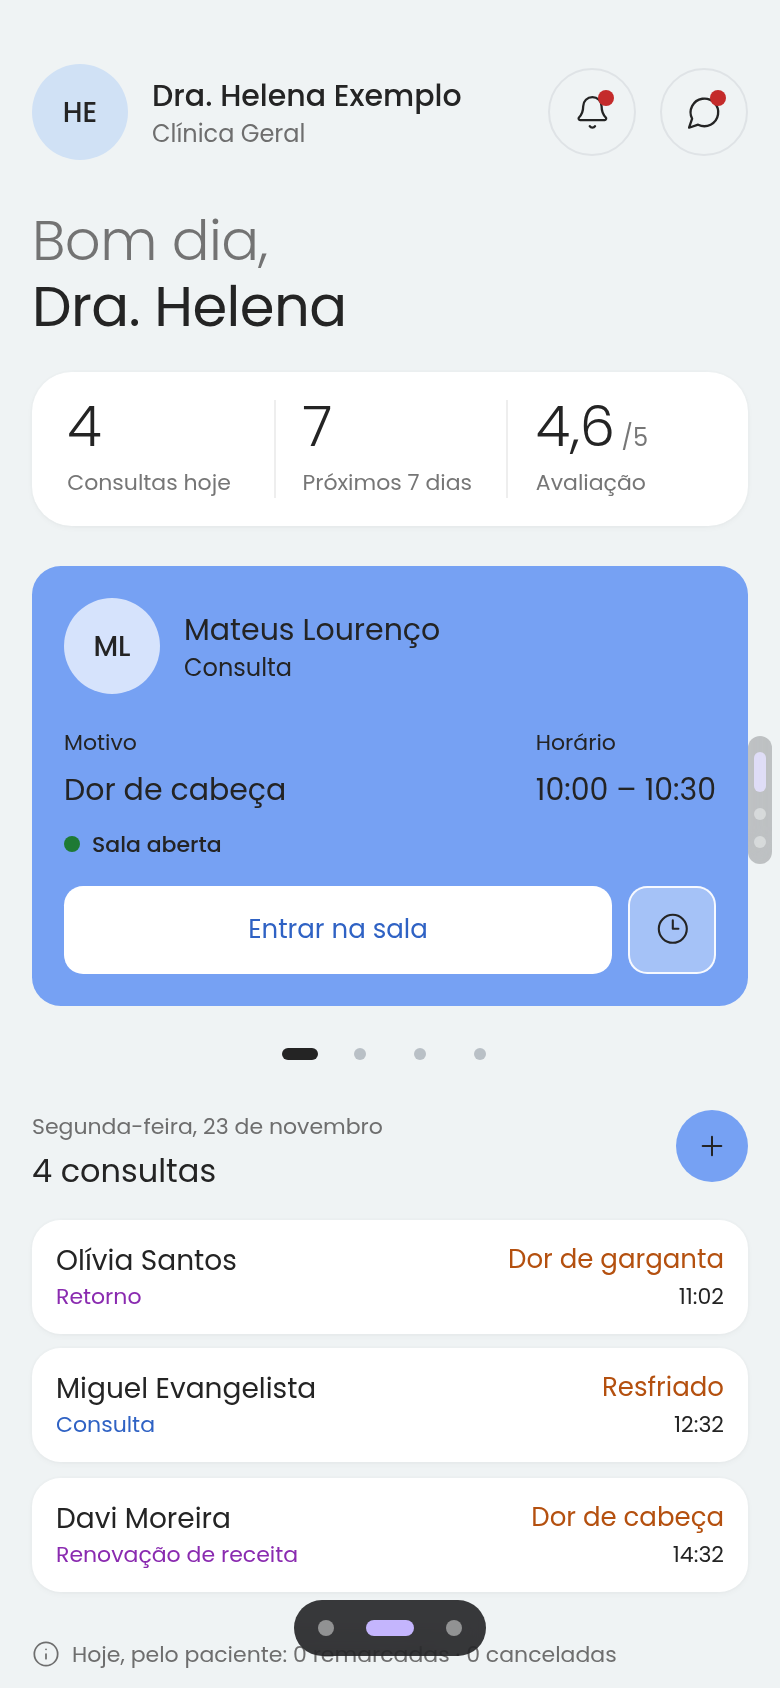 HE
Dra. Helena Exemplo
Clínica Geral
Bom dia,
Dra. Helena
4
Consultas hoje
7
Próximos 7 dias
4,6 /5
Avaliação
ML
Mateus Lourenço
Consulta
Motivo
Dor de cabeça
Horário
10:00 – 10:30
Sala aberta
Entrar na sala
Segunda-feira, 23 de novembro
4 consultas
Olívia Santos
Dor de garganta
Retorno
11:02
Miguel Evangelista
Resfriado
Consulta
12:32
Davi Moreira
Dor de cabeça
Renovação de receita
14:32
Hoje, pelo paciente: 0 remarcadas · 0 canceladas